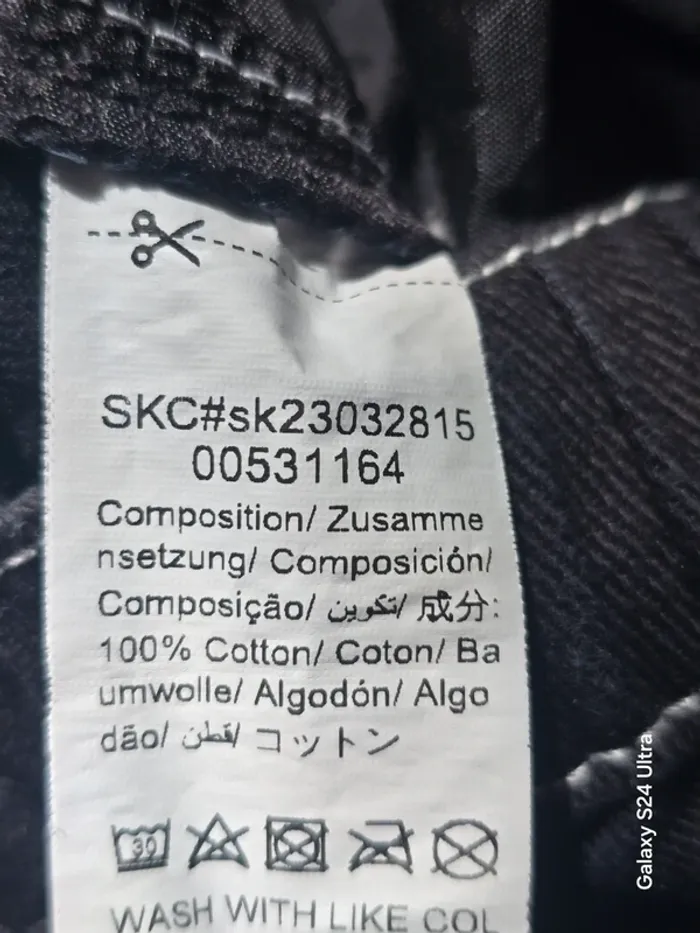 SKC#sk23032815
00531164
Composition/ Zusamme
nsetzung/ Composición/
Composição/ تكوين/ 成分:
100% Cotton/ Coton/ Ba
umwolle/ Algodón/ Algo
dão/ قطن/ コットン
30
WASH WITH LIKE COL
Galaxy S24 Ultra